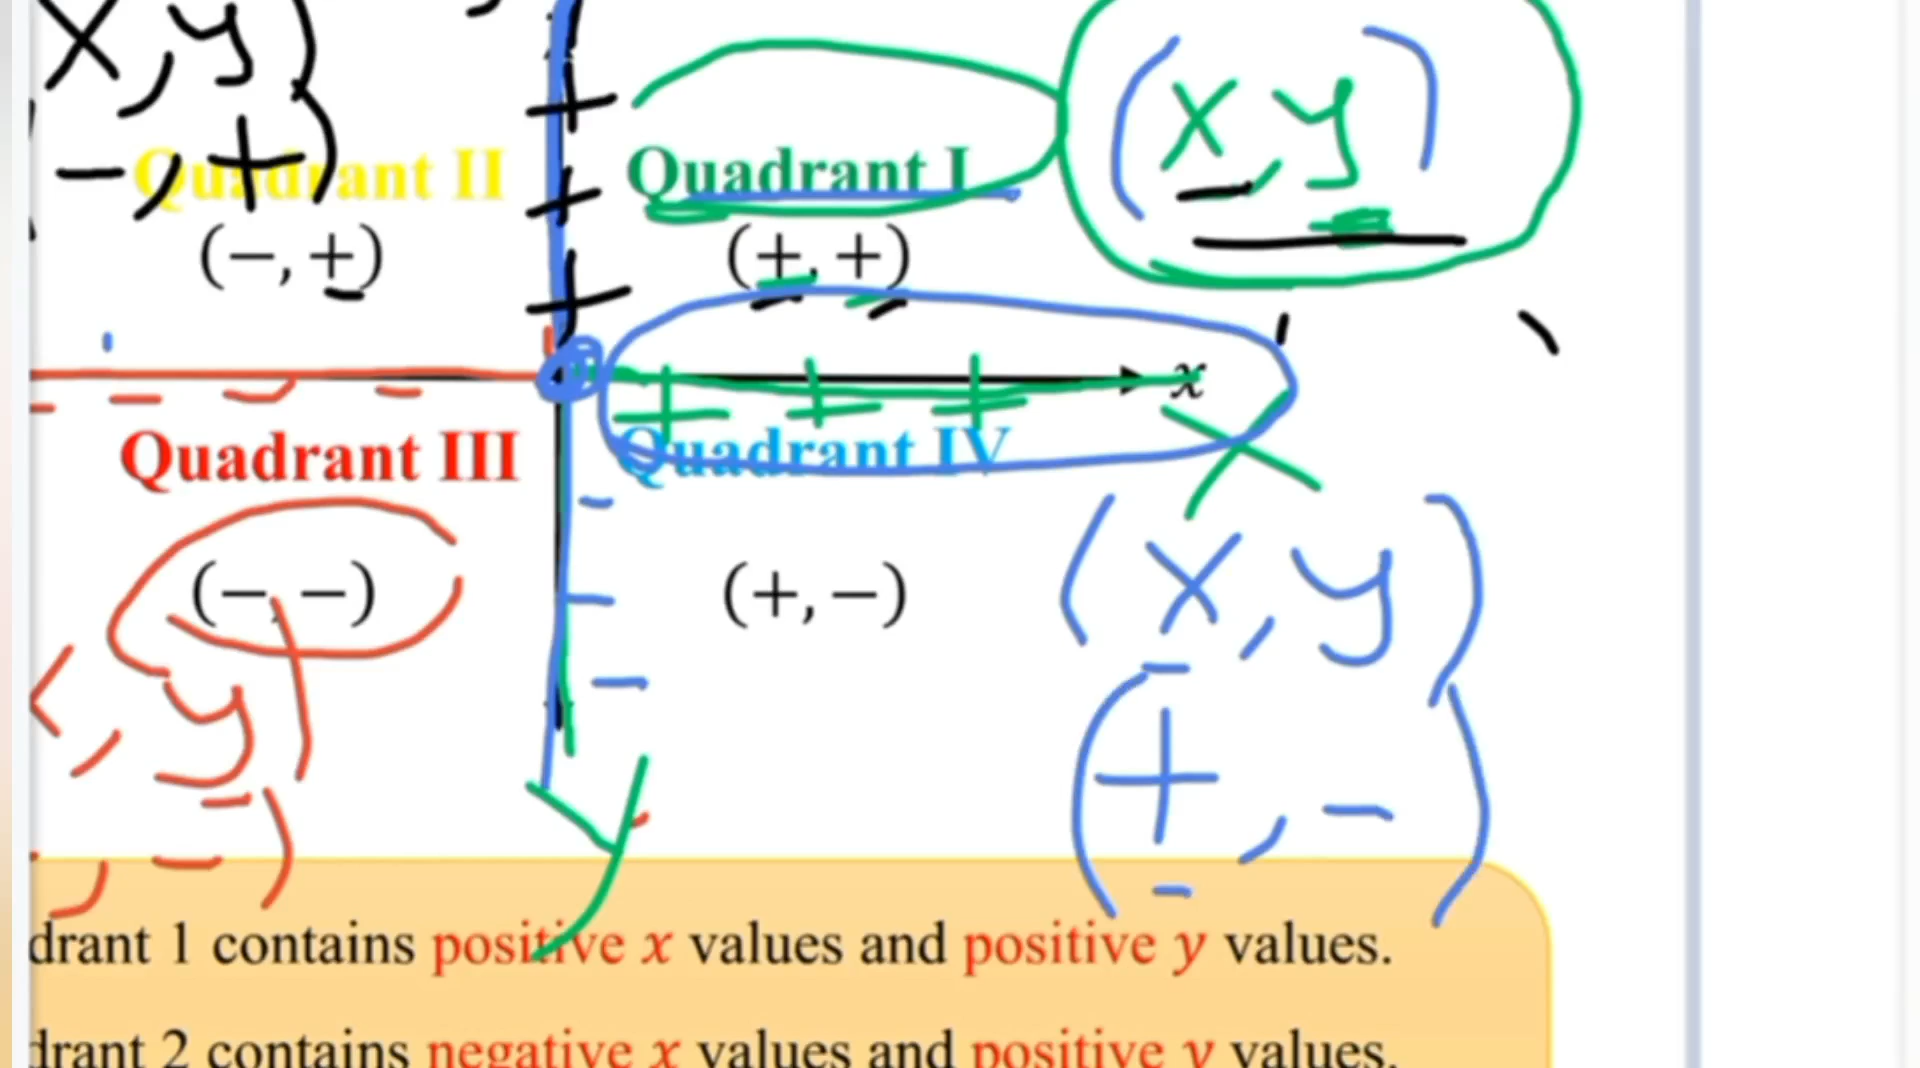 x,y)
(x,y)
-,+)
Quadrant II
Quadrant I
(−,+)
(+,+)
x
Quadrant III
Quadrant IV
x
(−,−)
(+,−)
(x,y)
,y)
(+,-)
y
,-)
drant 1 contains positive x values and positive y values.
drant 2 contains negative x values and positive y values.